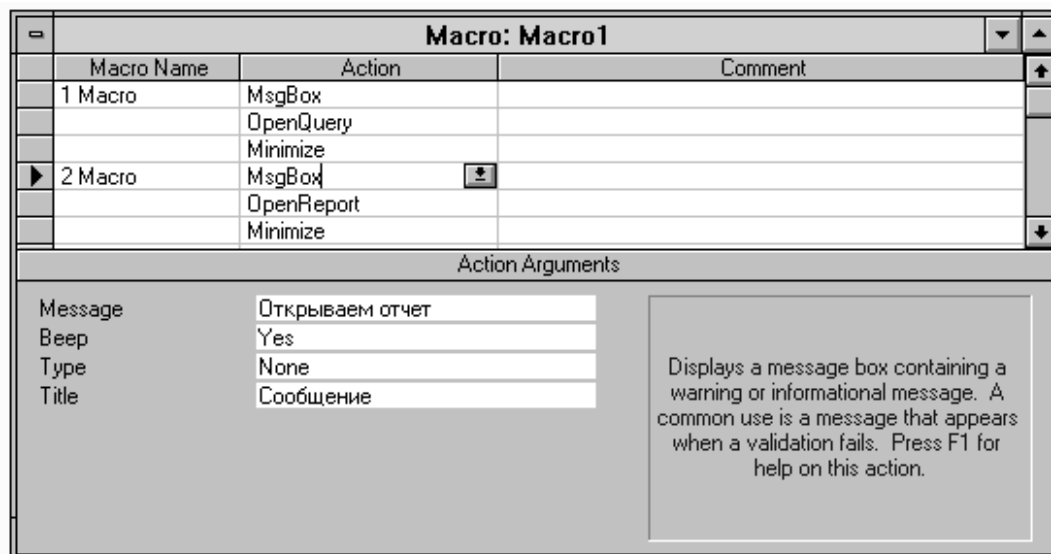 Macro: Macro1
Macro Name Action Comment
1 Macro MsgBox
OpenQuery
Minimize
2 Macro MsgBox
OpenReport
Minimize
Action Arguments
Message Открываем отчет
Beep Yes
Type None
Title Сообщение
Displays a message box containing a
warning or informational message. A
common use is a message that appears
when a validation fails. Press F1 for
help on this action.